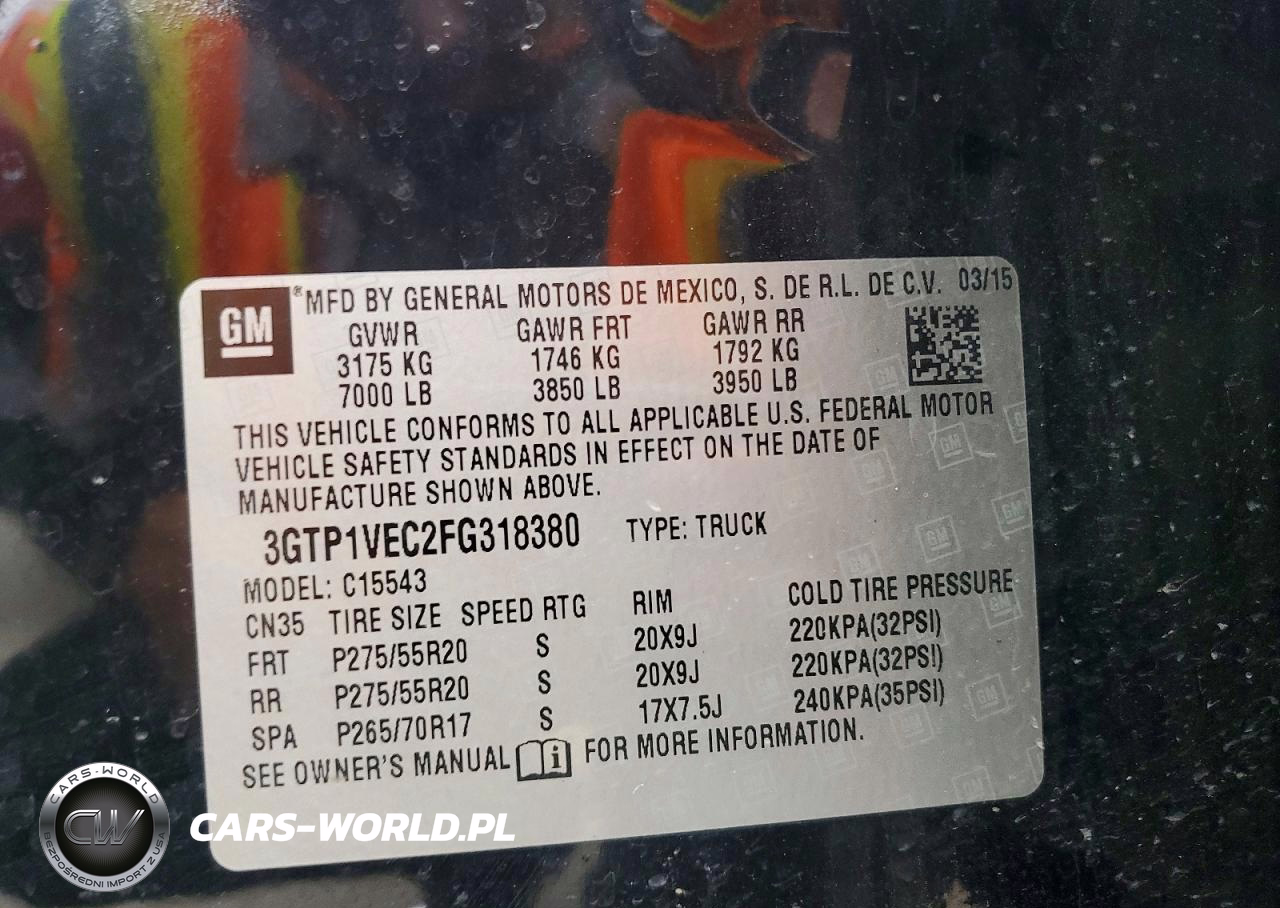 GM ® MFD BY GENERAL MOTORS DE MEXICO, S. DE R.L. DE C.V. 03/15
GVWR GAWR FRT GAWR RR
3175 KG 1746 KG 1792 KG
7000 LB 3850 LB 3950 LB
THIS VEHICLE CONFORMS TO ALL APPLICABLE U.S. FEDERAL MOTOR
VEHICLE SAFETY STANDARDS IN EFFECT ON THE DATE OF
MANUFACTURE SHOWN ABOVE.
3GTP1VEC2FG318380 TYPE: TRUCK
MODEL: C15543
CN35 TIRE SIZE SPEED RTG RIM COLD TIRE PRESSURE
FRT P275/55R20 S 20X9J 220KPA(32PSI)
RR P275/55R20 S 20X9J 220KPA(32PSI)
SPA P265/70R17 S 17X7.5J 240KPA(35PSI)
SEE OWNER'S MANUAL i FOR MORE INFORMATION.
CARS-WORLD
CW
BEZPOŚREDNI IMPORT Z USA
CARS-WORLD.PL